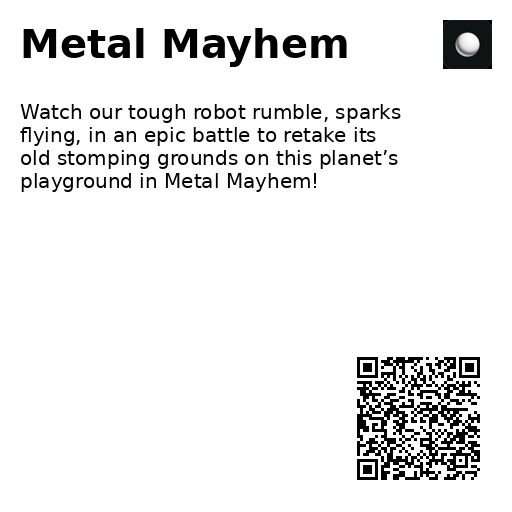 Metal Mayhem
Watch our tough robot rumble, sparks
flying, in an epic battle to retake its
old stomping grounds on this planet’s
playground in Metal Mayhem!